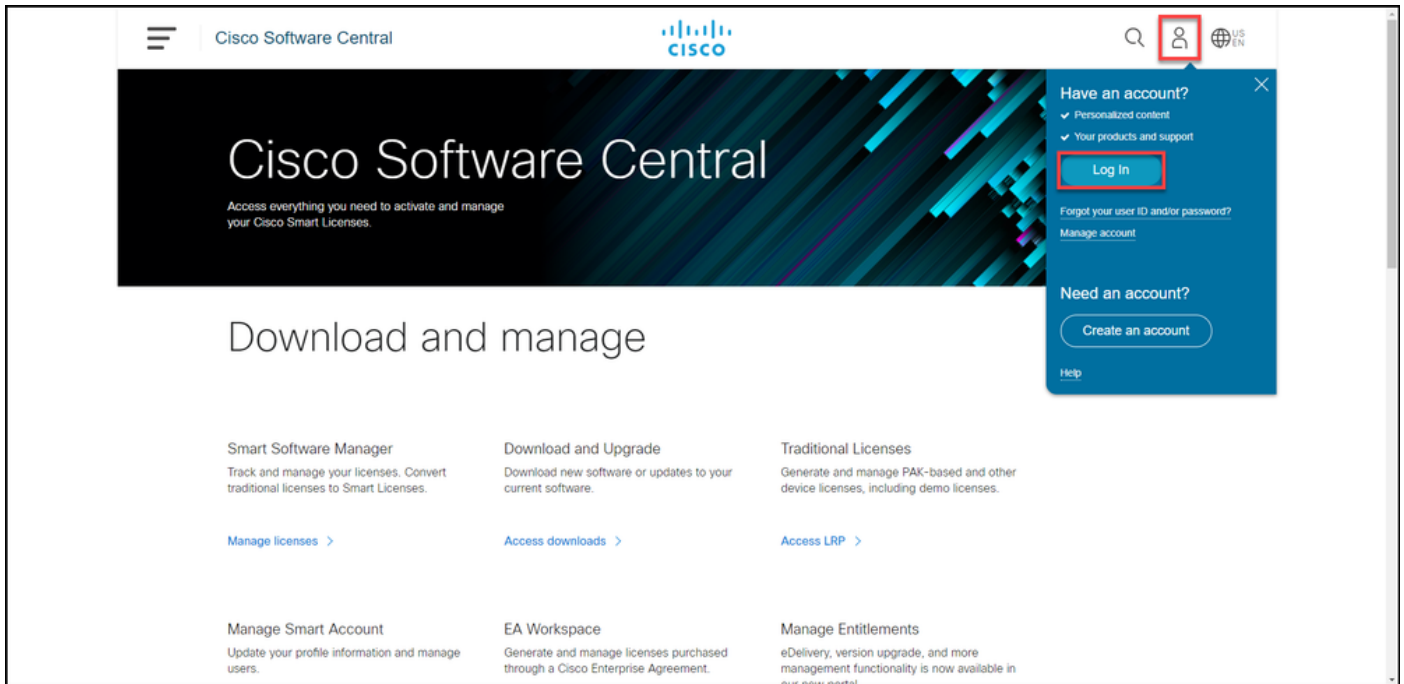 Cisco Software Central
CISCO
US
EN
Have an account?
Personalized content
Your products and support
Log In
Forgot your user ID and/or password?
Manage account
Need an account?
Create an account
Help
Cisco Software Central
Access everything you need to activate and manage
your Cisco Smart Licenses.
Download and manage
Smart Software Manager
Track and manage your licenses. Convert
traditional licenses to Smart Licenses.
Manage licenses
Download and Upgrade
Download new software or updates to your
current software.
Access downloads
Traditional Licenses
Generate and manage PAK-based and other
device licenses, including demo licenses.
Access LRP
Manage Smart Account
Update your profile information and manage
users.
EA Workspace
Generate and manage licenses purchased
through a Cisco Enterprise Agreement.
Manage Entitlements
eDelivery, version upgrade, and more
management functionality is now available in
our new portal